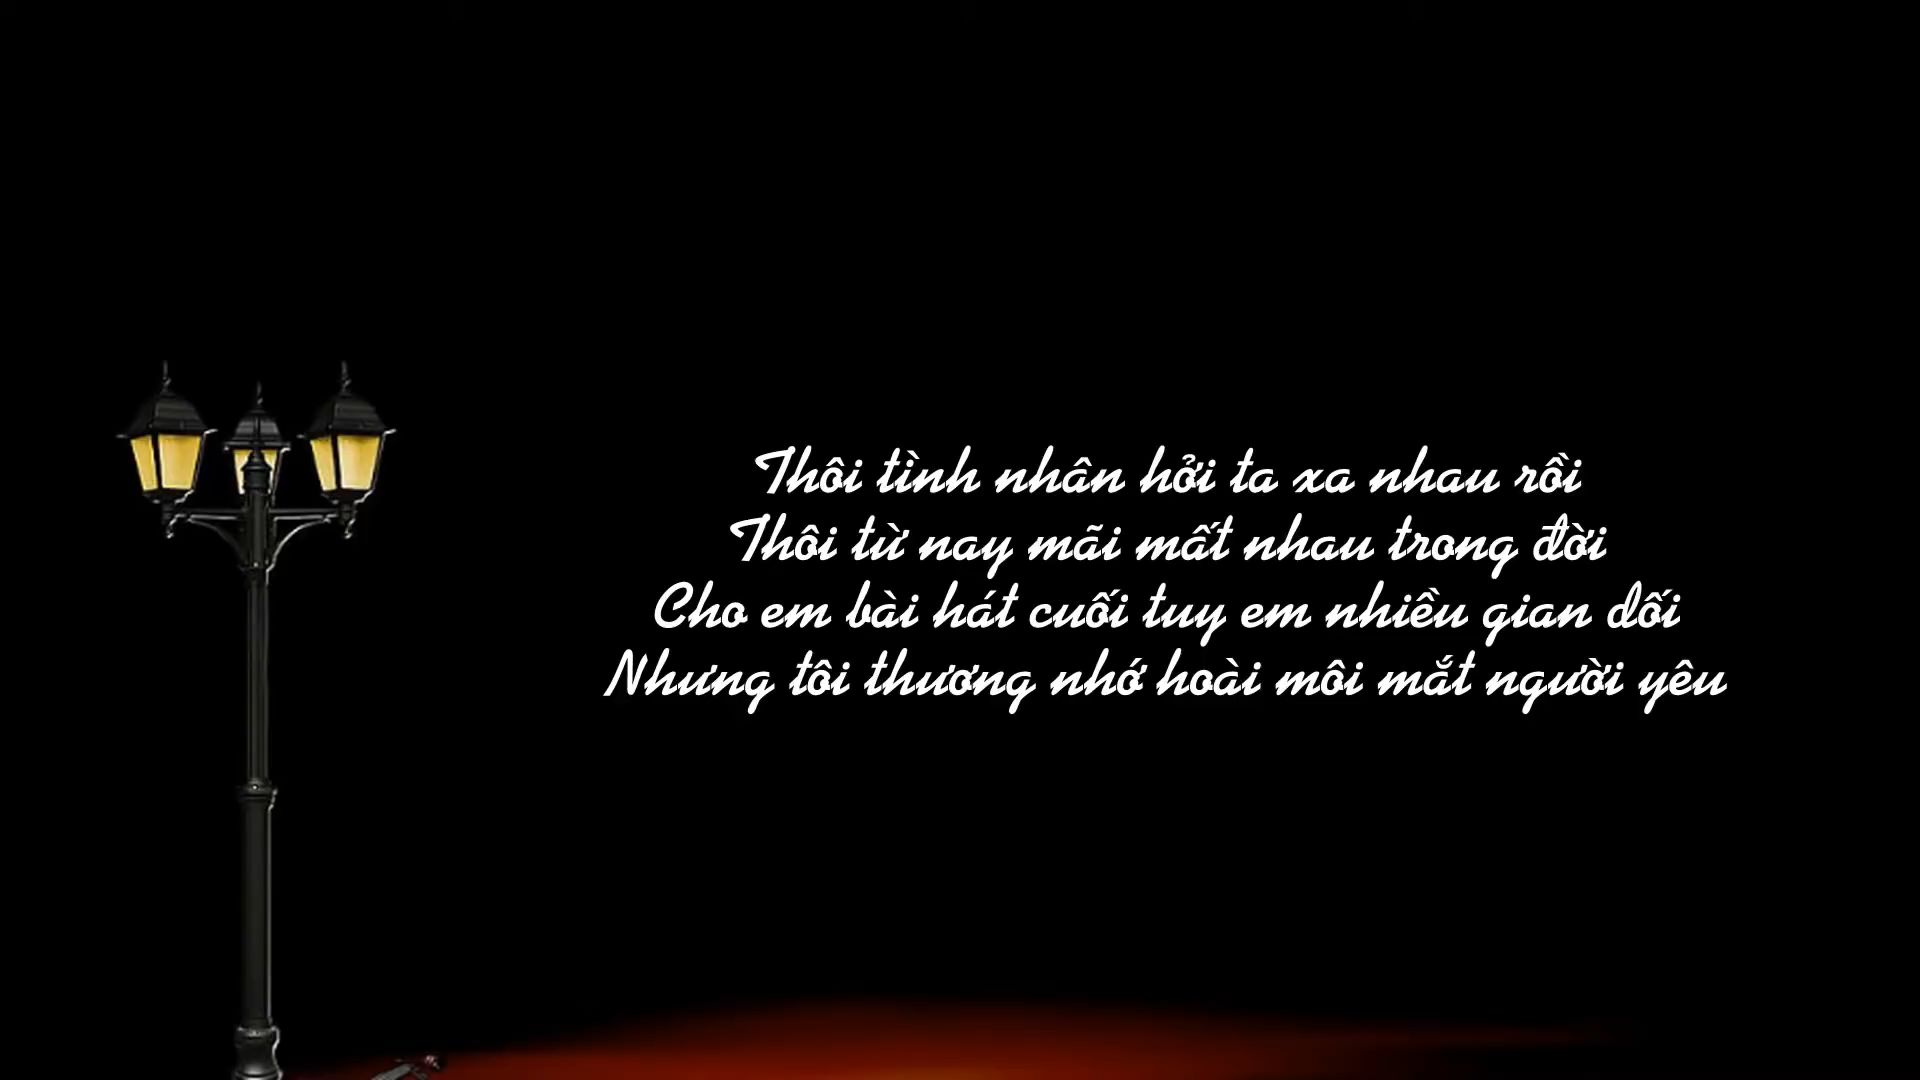 Thôi tình nhân hởi ta xa nhau rồi
Thôi từ nay mãi mất nhau trong đời
Cho em bài hát cuối tuy em nhiều gian dối
Nhưng tôi thương nhớ hoài môi mắt người yêu